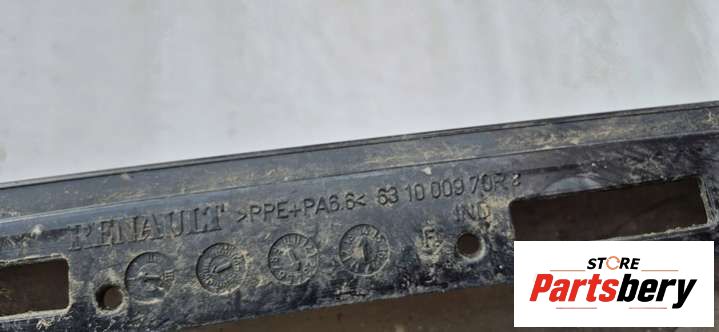 RENAULT >PPE+PA6.6< 63 10 009 70R
IND
F.
STORE
Partsbery